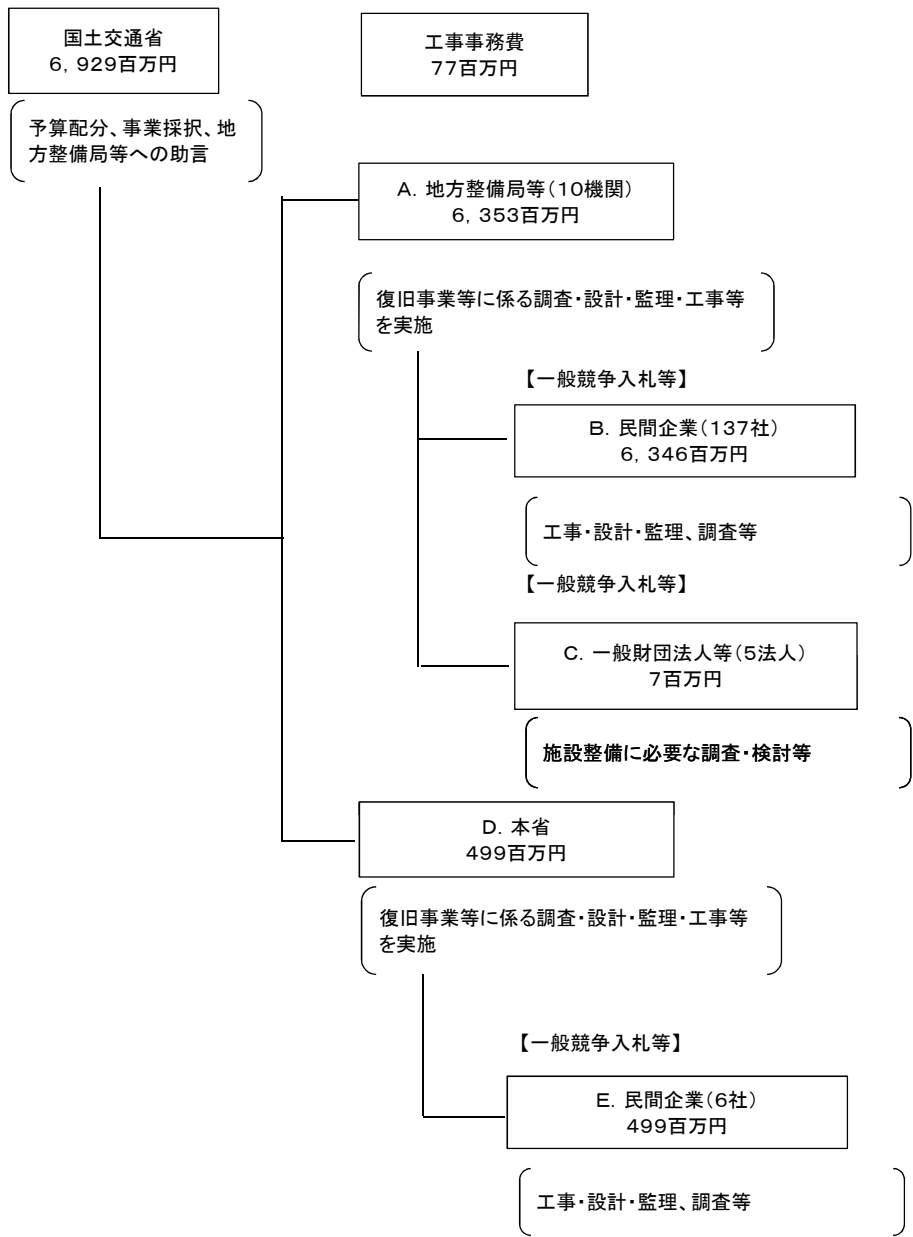 国土交通省
6,929百万円
工事事務費
77百万円
予算配分、事業採択、地
方整備局等への助言
A. 地方整備局等(10機関)
6,353百万円
復旧事業等に係る調査・設計・監理・工事等
を実施
【一般競争入札等】
B. 民間企業(137社)
6,346百万円
工事・設計・監理、調査等
【一般競争入札等】
C. 一般財団法人等(5法人)
7百万円
施設整備に必要な調査・検討等
D. 本省
499百万円
復旧事業等に係る調査・設計・監理・工事等
を実施
【一般競争入札等】
E. 民間企業(6社)
499百万円
工事・設計・監理、調査等